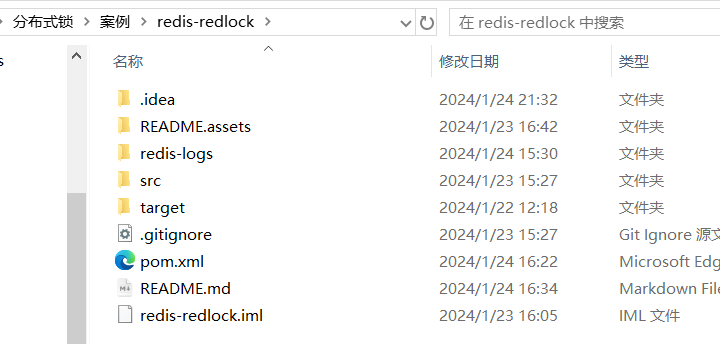 分布式锁 案例 redis-redlock 在 redis-redlock 中搜索
名称 修改日期 类型
.idea 2024/1/24 21:32 文件夹
README.assets 2024/1/23 16:42 文件夹
redis-logs 2024/1/24 15:30 文件夹
src 2024/1/23 15:27 文件夹
target 2024/1/22 12:18 文件夹
.gitignore 2024/1/23 15:27 Git Ignore 源文
pom.xml 2024/1/24 16:22 Microsoft Edg
README.md 2024/1/24 16:34 Markdown File
redis-redlock.iml 2024/1/23 16:05 IML 文件